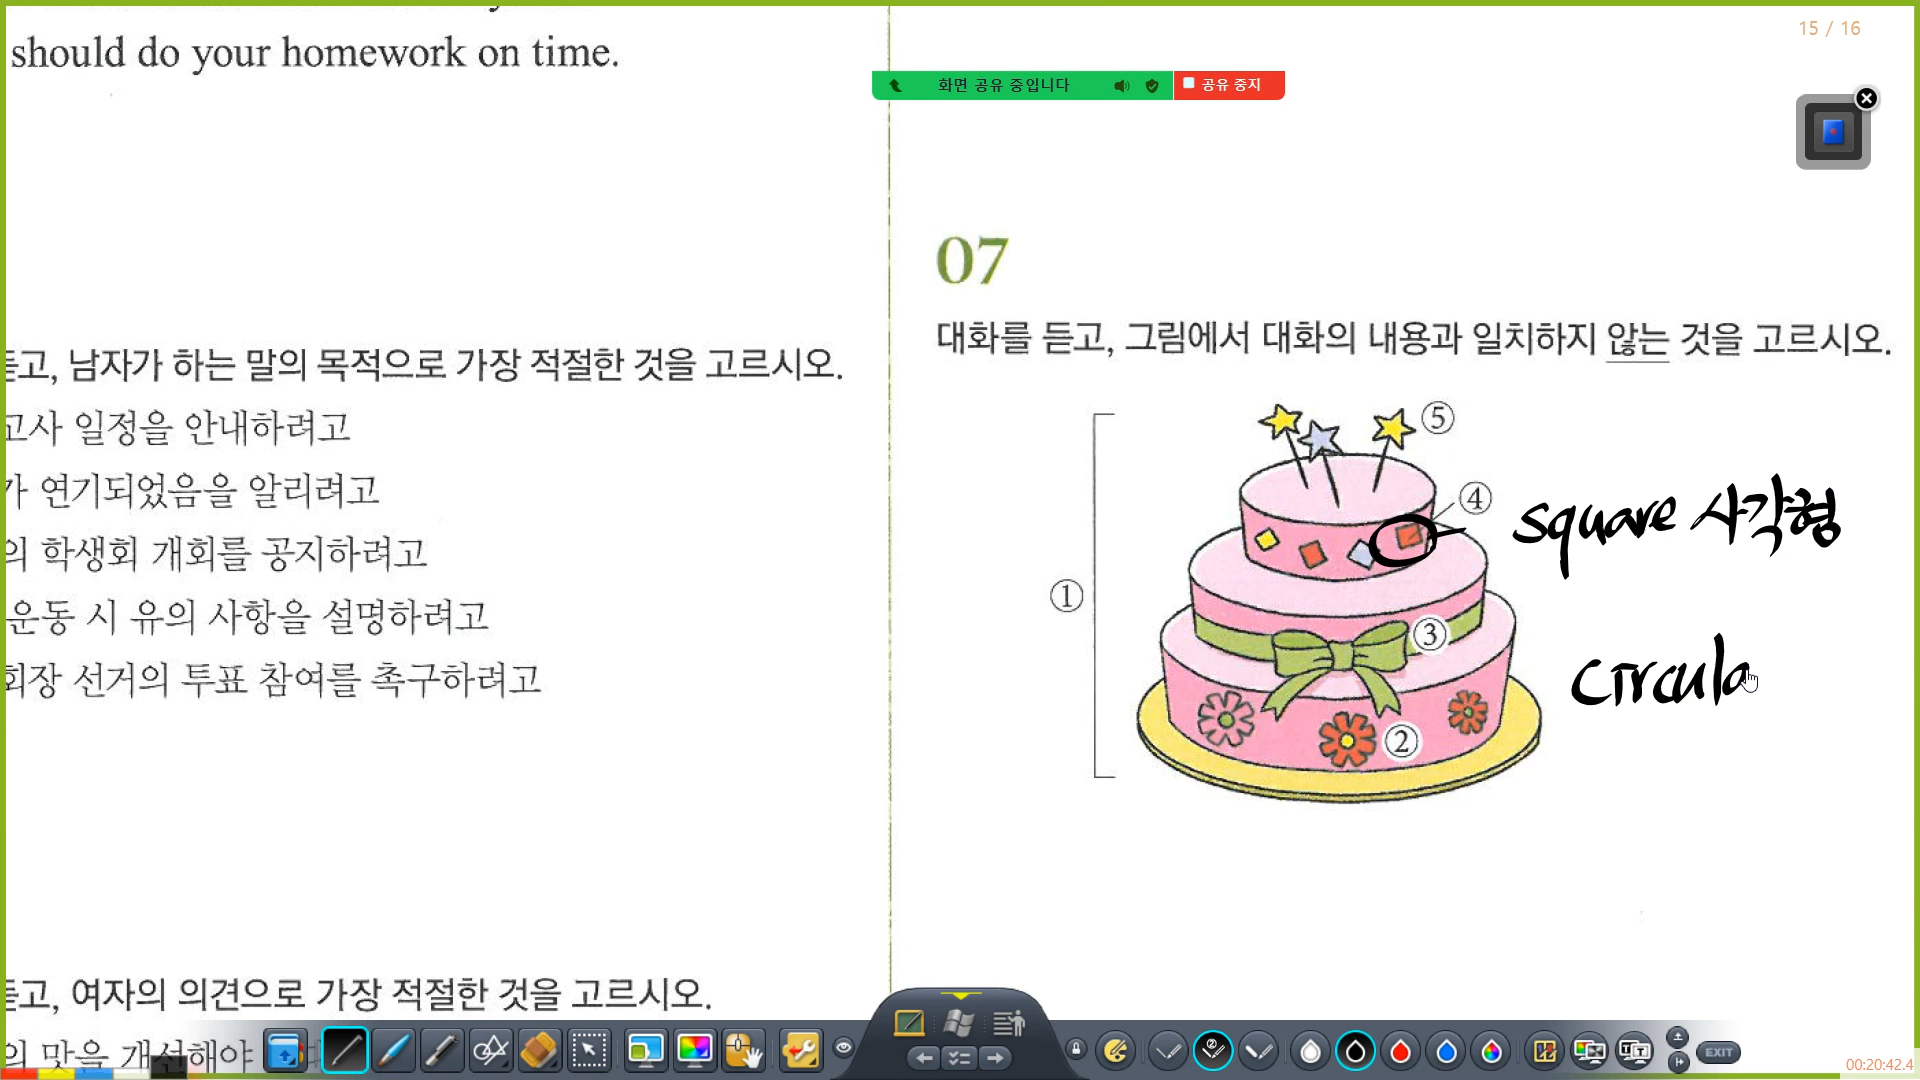 should do your homework on time.
15 / 16
화면 공유 중입니다
공유 중지
듣고, 남자가 하는 말의 목적으로 가장 적절한 것을 고르시오.
고사 일정을 안내하려고
가 연기되었음을 알리려고
의 학생회 개회를 공지하려고
운동 시 유의 사항을 설명하려고
회장 선거의 투표 참여를 촉구하려고
듣고, 여자의 의견으로 가장 적절한 것을 고르시오.
의 맛을 개선해야
07
대화를 듣고, 그림에서 대화의 내용과 일치하지 않는 것을 고르시오.
⑤
④
square 사각형
①
③
circula
②
EXIT
00:20:42.4